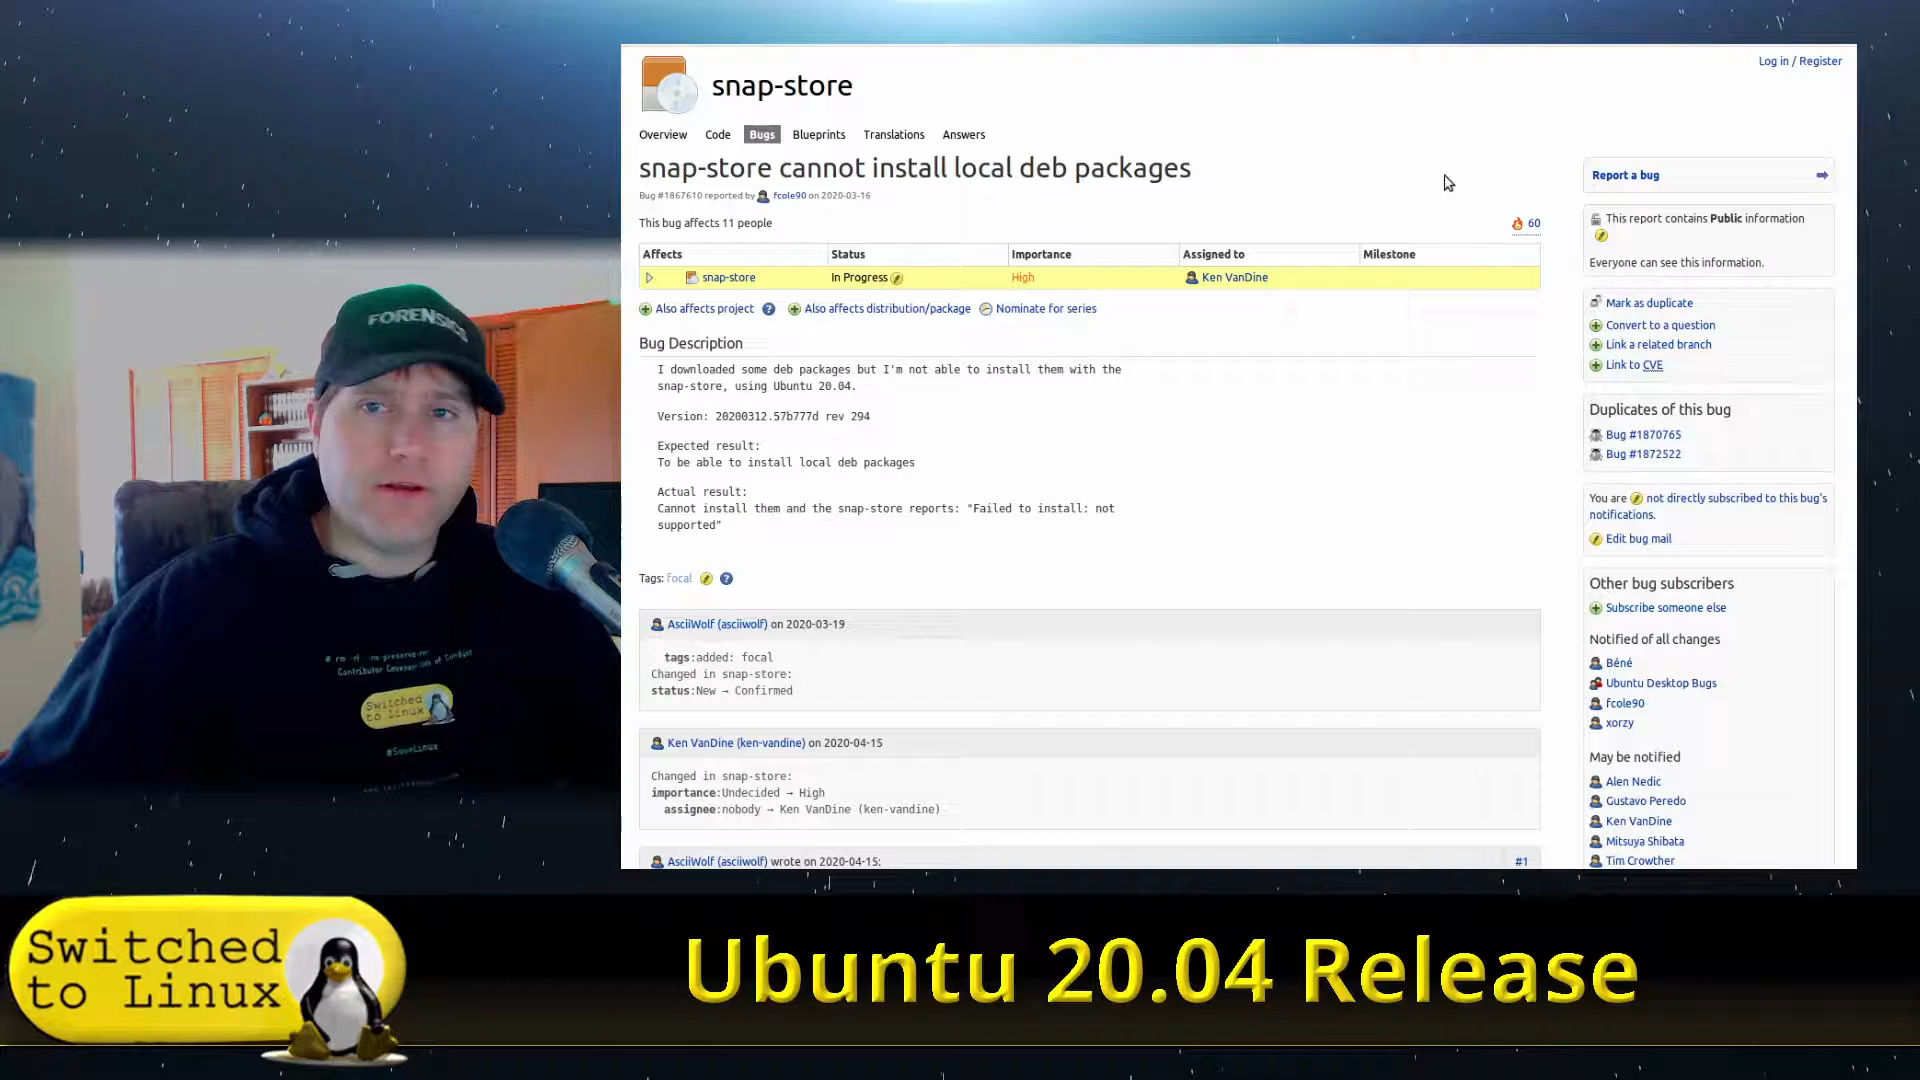 Log in / Register
snap-store
Overview Code Bugs Blueprints Translations Answers
snap-store cannot install local deb packages
Bug #1867610 reported by fcole90 on 2020-03-16
This bug affects 11 people
60
Affects Status Importance Assigned to Milestone
snap-store In Progress High Ken VanDine
Also affects project Also affects distribution/package Nominate for series
Bug Description
I downloaded some deb packages but I'm not able to install them with the
snap-store, using Ubuntu 20.04.
Version: 20200312.57b777d rev 294
Expected result:
To be able to install local deb packages
Actual result:
Cannot install them and the snap-store reports: "Failed to install: not
supported"
Tags: focal
AsciiWolf (asciiwolf) on 2020-03-19
tags:added: focal
Changed in snap-store:
status:New → Confirmed
Ken VanDine (ken-vandine) on 2020-04-15
Changed in snap-store:
importance:Undecided → High
assignee:nobody → Ken VanDine (ken-vandine)
AsciiWolf (asciiwolf) wrote on 2020-04-15:
#1
Report a bug
This report contains Public information
Everyone can see this information.
Mark as duplicate
Convert to a question
Link a related branch
Link to CVE
Duplicates of this bug
Bug #1870765
Bug #1872522
You are not directly subscribed to this bug's
notifications.
Edit bug mail
Other bug subscribers
Subscribe someone else
Notified of all changes
Béné
Ubuntu Desktop Bugs
fcole90
xorzy
May be notified
Alen Nedic
Gustavo Peredo
Ken VanDine
Mitsuya Shibata
Tim Crowther
FORENSICS
Switched
to Linux
#SaveLinux
Switched
to Linux
Ubuntu 20.04 Release